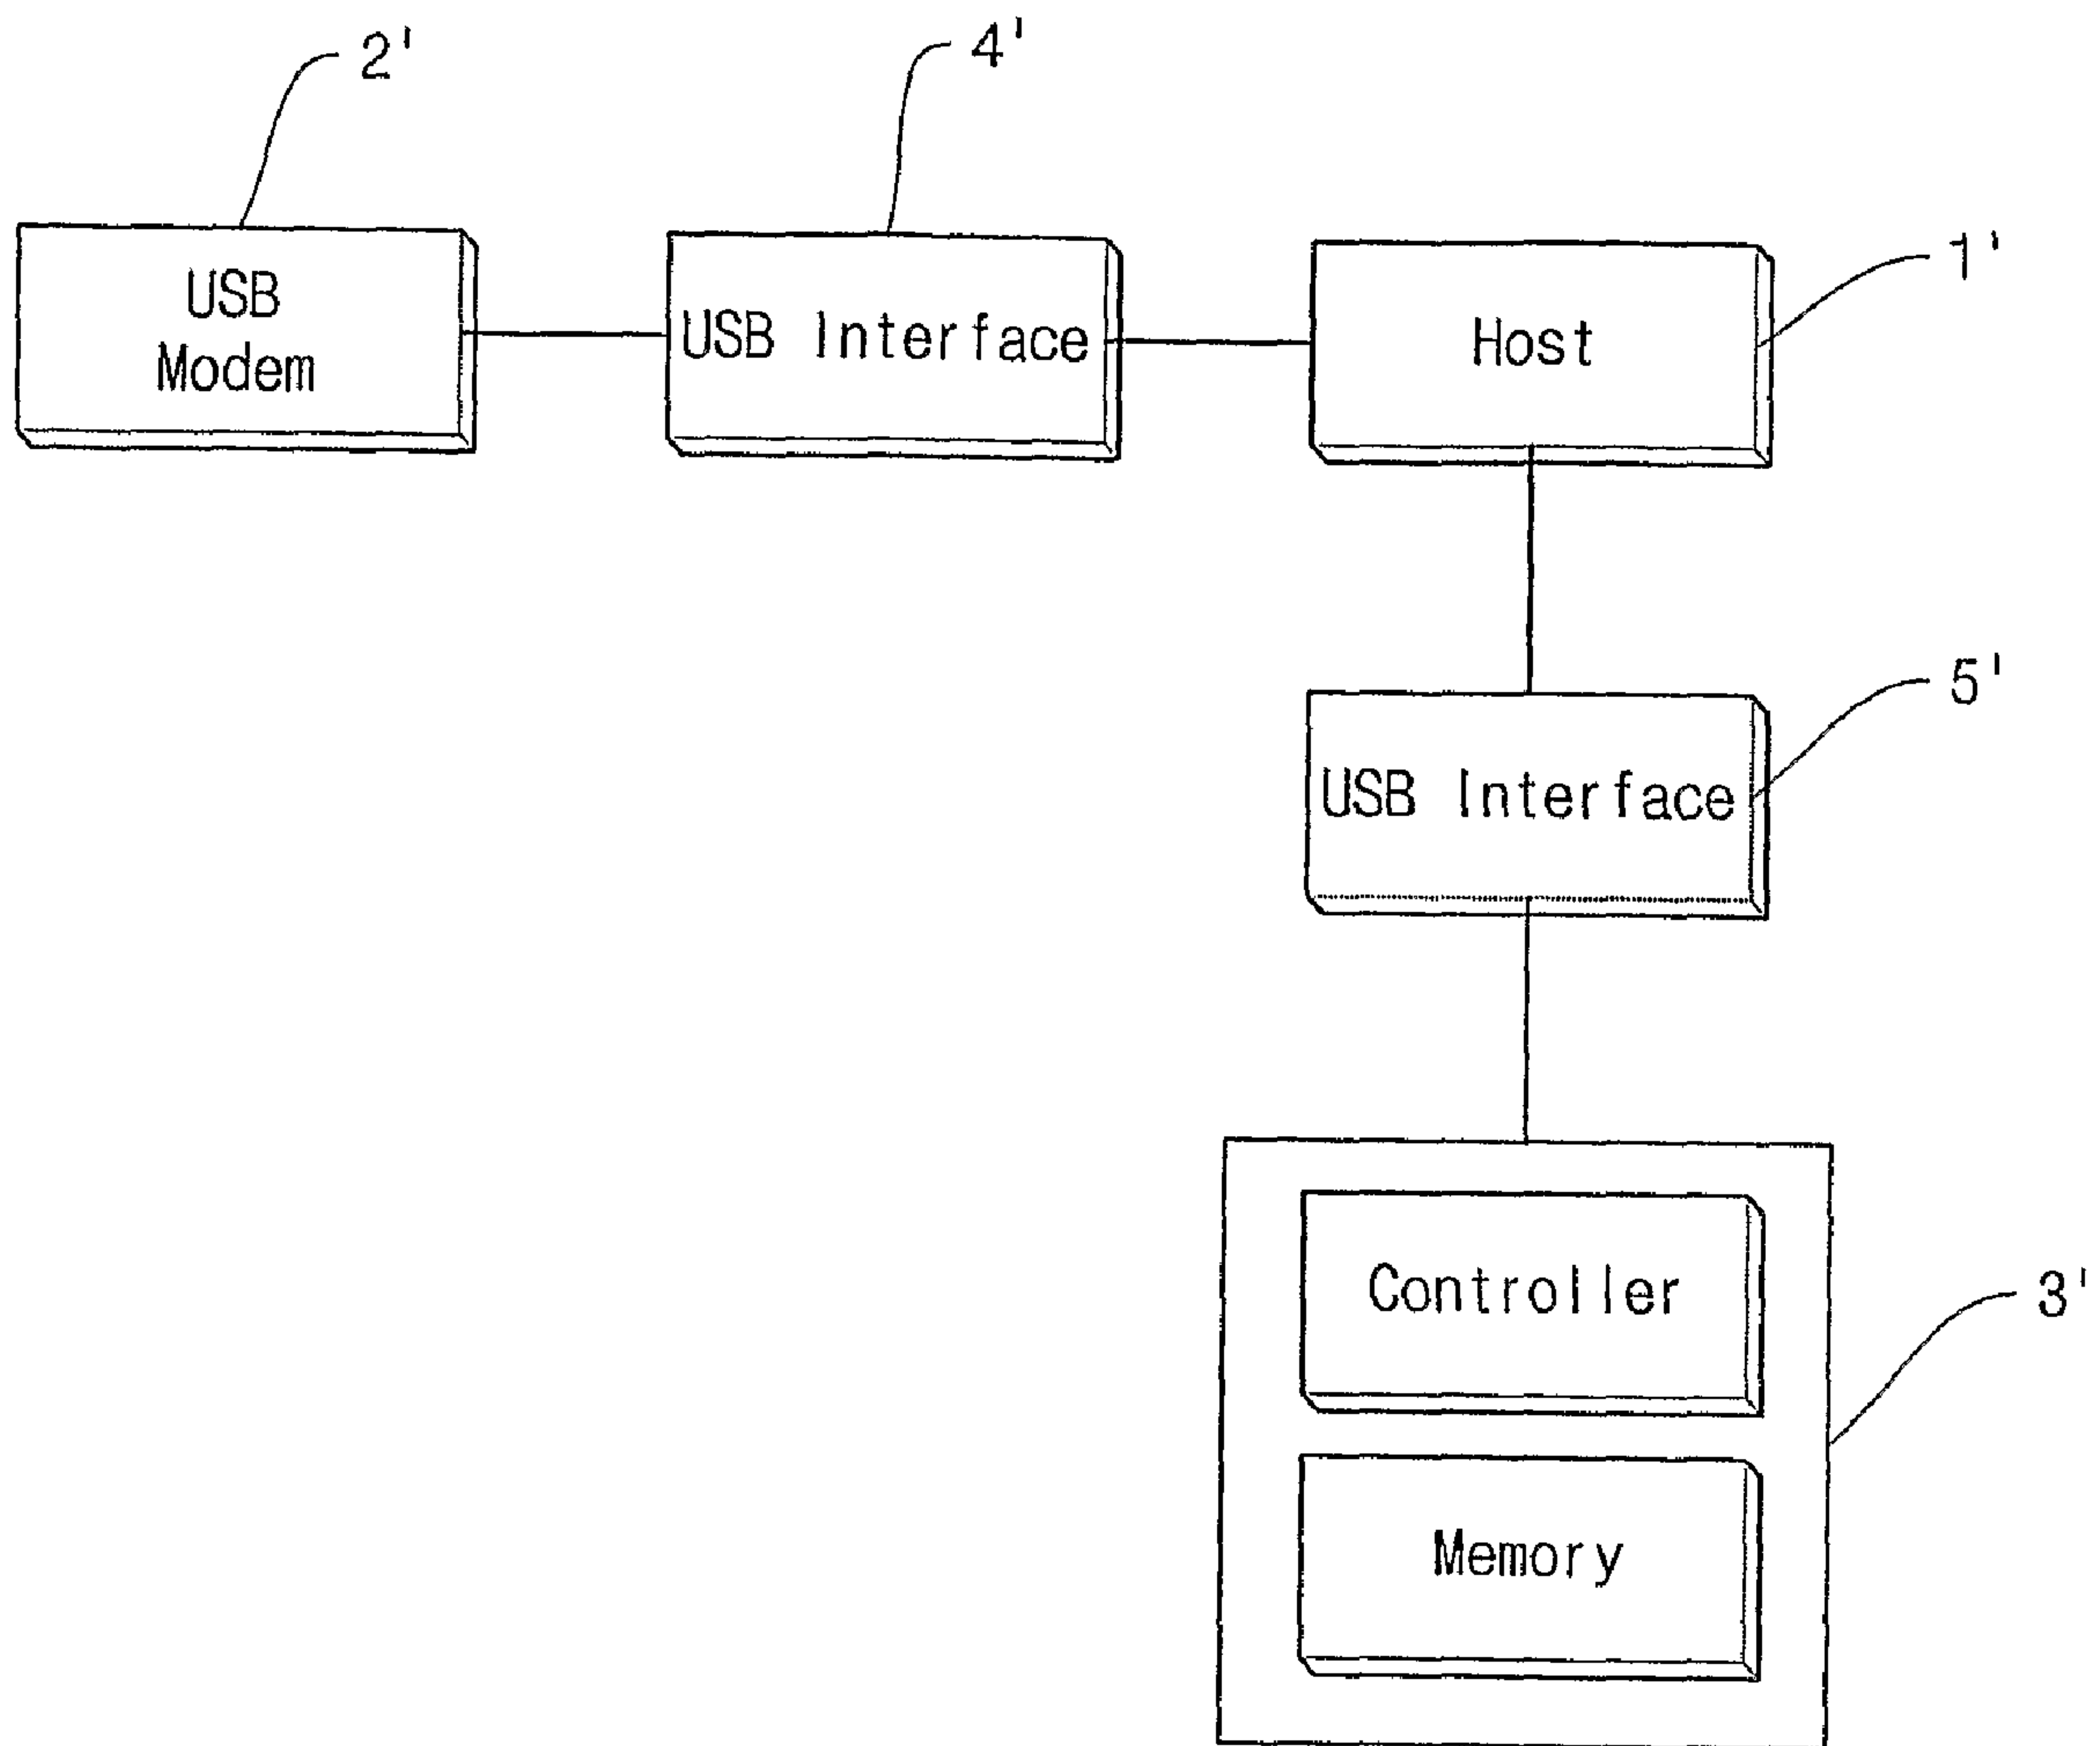 2'
4'
USB
Modem
USB Interface
Host
1'
5'
USB Interface
Controller
3'
Memory